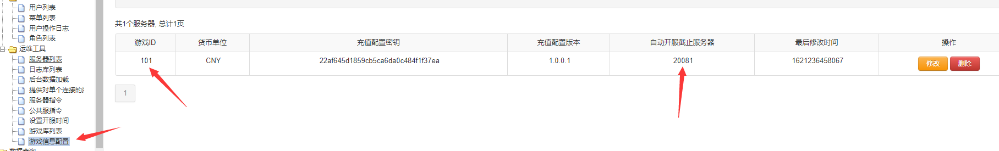 用户列表
菜单列表
用户操作日志
角色列表
运维工具
服务器列表
日志库列表
后台数据加载
提供对单个连接的
服务器指令
公共服指令
设置开服时间
游戏库列表
游戏信息配置
数据查询
共1个服务器, 总计1页
游戏ID 货币单位 充值配置密钥 充值配置版本 自动开服截止服务器 最后修改时间 操作
101 CNY 22af645d1859cb5ca6da0c484f1f37ea 1.0.0.1 20081 1621236458067 修改 删除
1